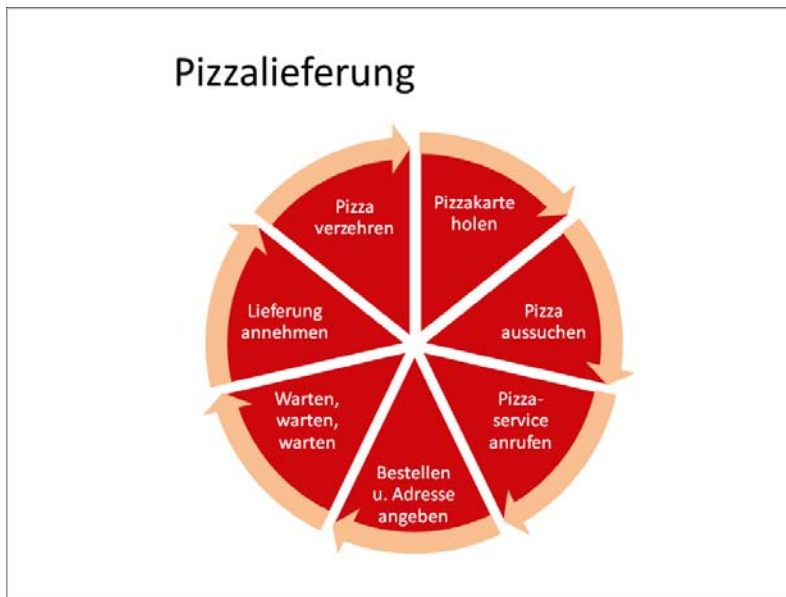 Pizzalieferung
Pizzakarte
holen
Pizza
aussuchen
Pizza-
service
anrufen
Bestellen
u. Adresse
angeben
Warten,
warten,
warten
Lieferung
annehmen
Pizza
verzehren